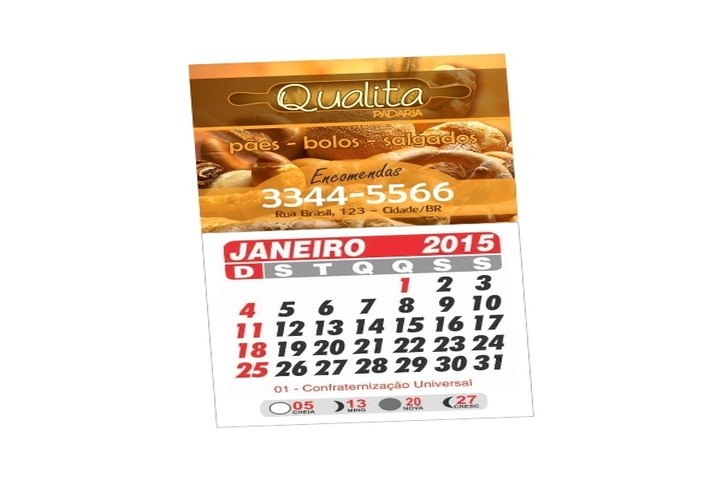 Qualita
PADARIA
pães - bolos - salgados
Encomendas
3344-5566
Rua Brasil, 123 - Cidade/BR
JANEIRO 2015
D S T Q Q S S
1 2 3
4 5 6 7 8 9 10
11 12 13 14 15 16 17
18 19 20 21 22 23 24
25 26 27 28 29 30 31
01 - Confraternização Universal
05 CHEIA 13 MING 20 NOVA 27 CRESC